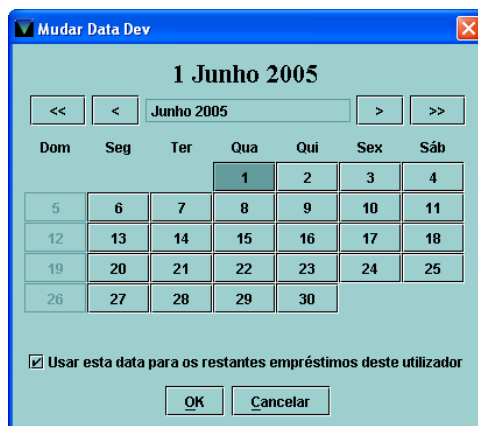 Mudar Data Dev
1 Junho 2005
<< < Junho 2005 > >>
Dom Seg Ter Qua Qui Sex Sáb
1 2 3 4
5 6 7 8 9 10 11
12 13 14 15 16 17 18
19 20 21 22 23 24 25
26 27 28 29 30
Usar esta data para os restantes empréstimos deste utilizador
OK Cancelar